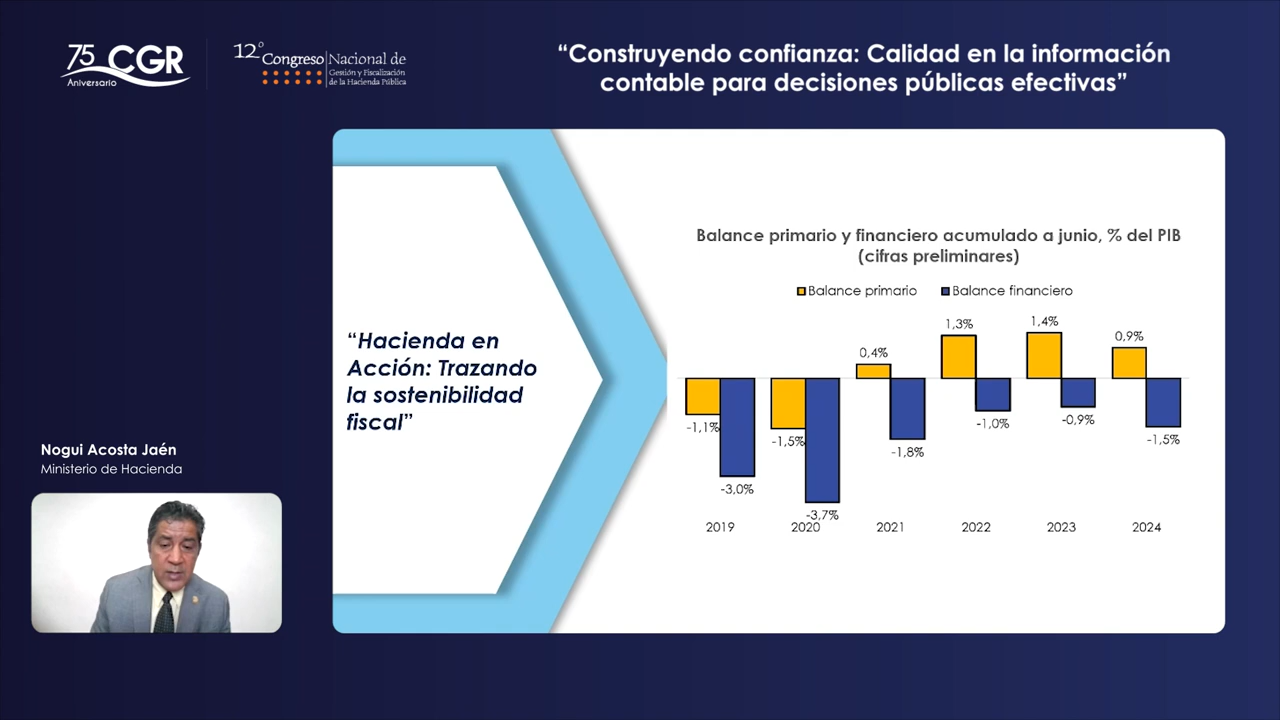 75 CGR
Aniversario
12° Congreso Nacional de
Gestión y Fiscalización
de la Hacienda Pública
“Construyendo confianza: Calidad en la información
contable para decisiones públicas efectivas”
“Hacienda en
Acción: Trazando
la sostenibilidad
fiscal”
Balance primario y financiero acumulado a junio, % del PIB
(cifras preliminares)
Balance primario Balance financiero
1,3% 1,4% 0,9%
0,4%
-1,1% -1,5% -1,0% -0,9% -1,5%
-1,8%
-3,0%
-3,7%
2019 2020 2021 2022 2023 2024
Nogui Acosta Jaén
Ministerio de Hacienda